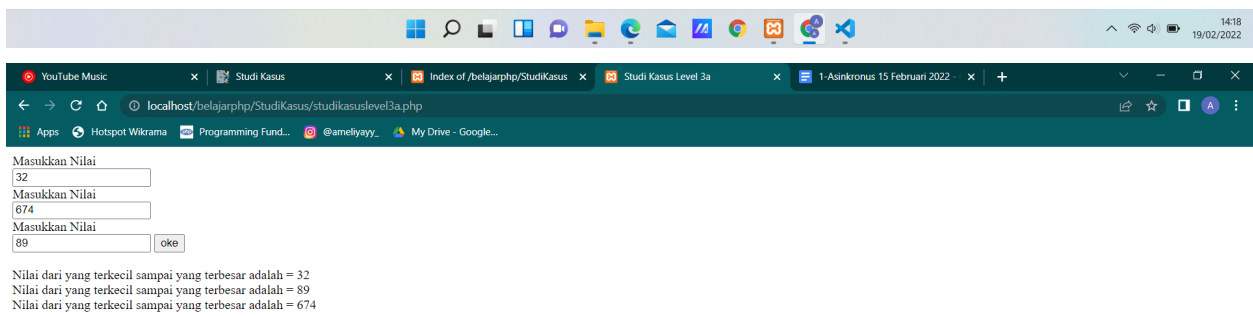 14:18
19/02/2022
YouTube Music
Studi Kasus
Index of /belajarphp/StudiKasus
Studi Kasus Level 3a
1-Asinkronus 15 Februari 2022 -
localhost/belajarphp/StudiKasus/studikasuslevel3a.php
A
Apps Hotspot Wikrama Programming Fund... @ameliyayy_ My Drive - Google...
Masukkan Nilai
32
Masukkan Nilai
674
Masukkan Nilai
89 oke
Nilai dari yang terkecil sampai yang terbesar adalah = 32
Nilai dari yang terkecil sampai yang terbesar adalah = 89
Nilai dari yang terkecil sampai yang terbesar adalah = 674